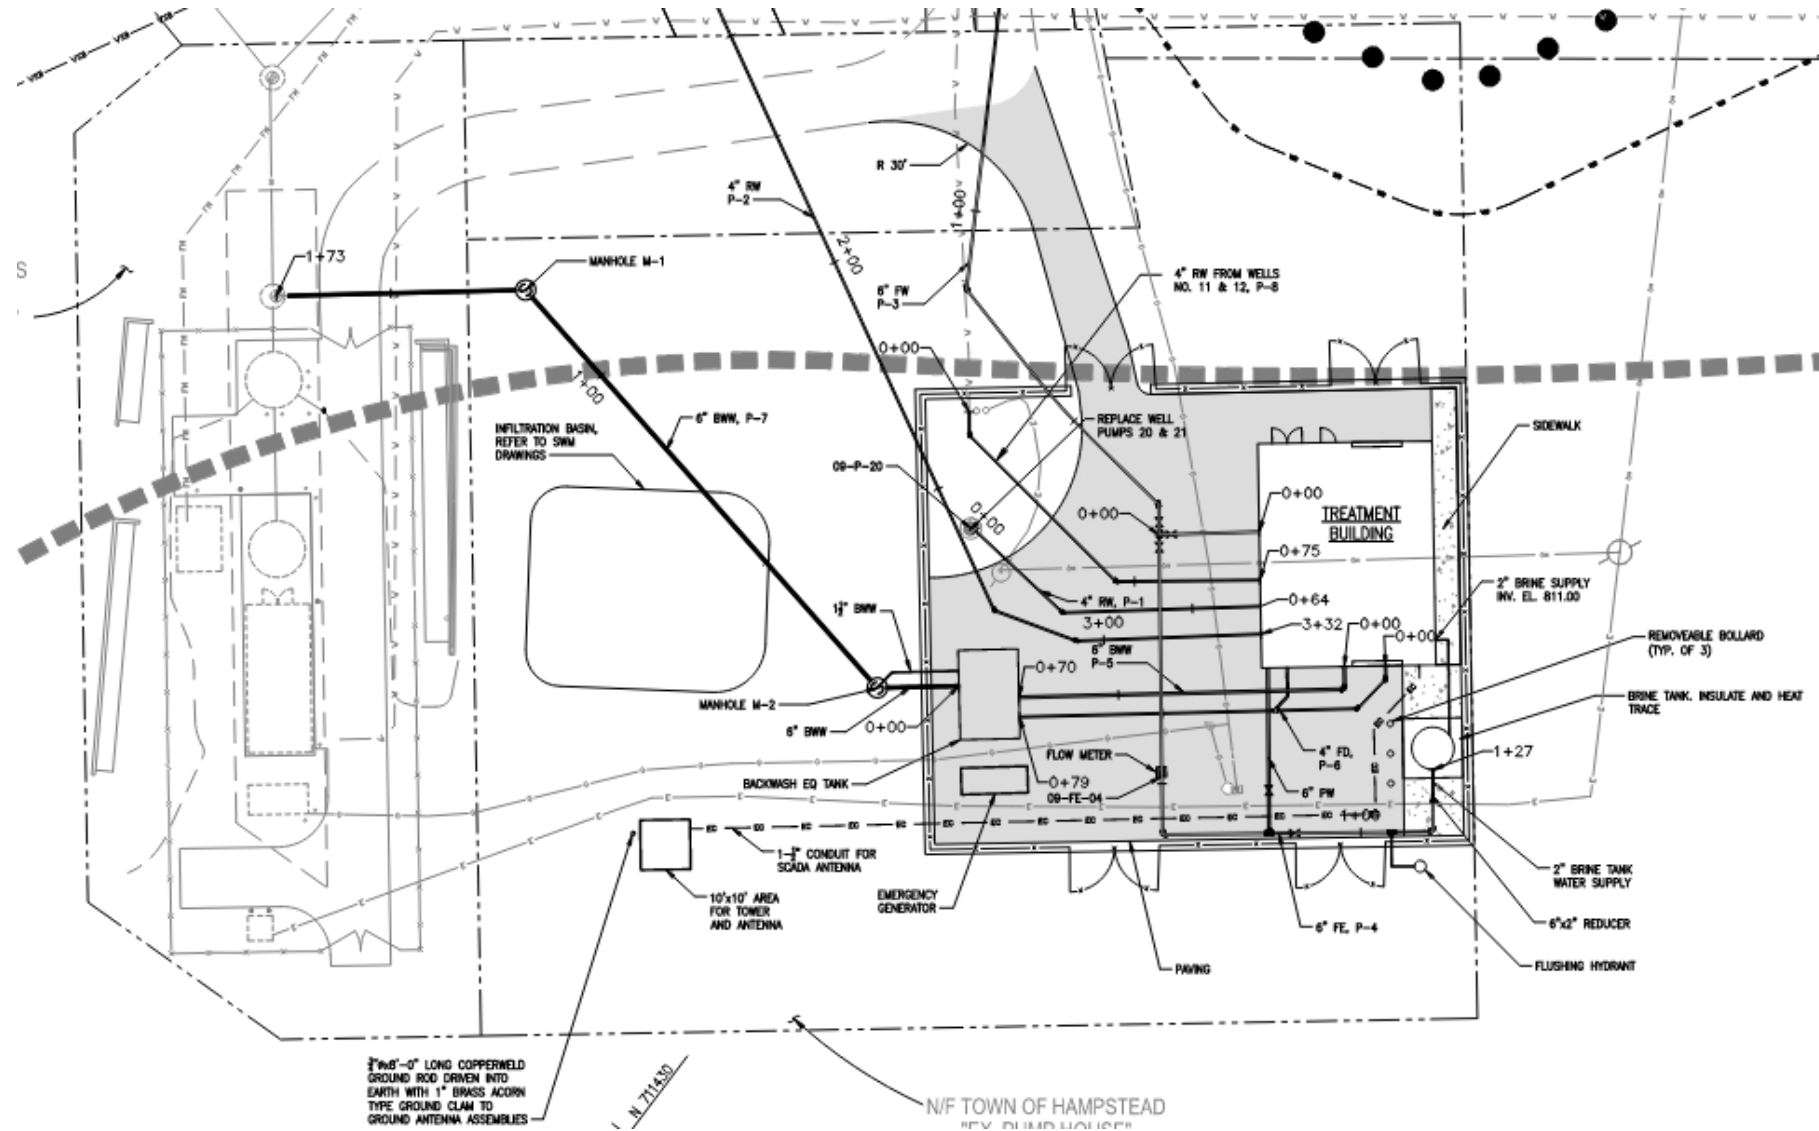 S
1+73
MANHOLE M-1
4" RW
P-2
2+00
R 30'
1+00
6" FW
P-3
4" RW FROM WELLS
NO. 11 & 12, P-8
0+00
1+00
6" BWW, P-7
INFILTRATION BASIN,
REFER TO SWM
DRAWINGS
REPLACE WELL
PUMPS 20 & 21
09-P-20
0+00
0+00
0+00
SIDEWALK
TREATMENT
BUILDING
0+75
4" RW, P-1
0+64
3+00
3+32
0+00
0+00
2" BRINE SUPPLY
INV. EL. 811.00
1½" BWW
6" BWW
P-5
0+70
REMOVEABLE BOLLARD
(TYP. OF 3)
MANHOLE M-2
6" BWW
0+00
BRINE TANK. INSULATE AND HEAT
TRACE
BACKWASH EQ TANK
FLOW METER
0+79
09-FE-04
4" FD,
P-6
6" PW
1+27
1+00
1-½" CONDUIT FOR
SCADA ANTENNA
10'x10' AREA
FOR TOWER
AND ANTENNA
EMERGENCY
GENERATOR
2" BRINE TANK
WATER SUPPLY
6"x2" REDUCER
6" FE, P-4
PAVING
FLUSHING HYDRANT
LONG COPPERWELD
GROUND ROD DRIVEN INTO
EARTH WITH 1" BRASS ACORN
TYPE GROUND CLAM TO
GROUND ANTENNA ASSEMBLIES
N 711430
N/F TOWN OF HAMPSTEAD
"EX. PUMP HOUSE"